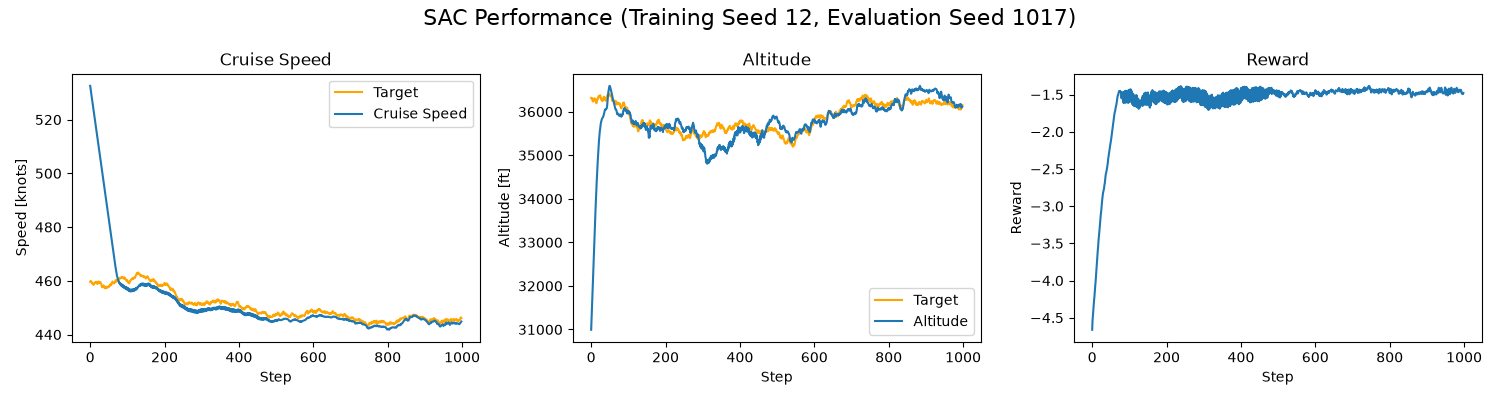 SAC Performance (Training Seed 12, Evaluation Seed 1017)
Cruise Speed
Speed [knots]
520
500
480
460
440
0 200 400 600 800 1000
Step
Target
Cruise Speed
Altitude
Altitude [ft]
36000
35000
34000
33000
32000
31000
0 200 400 600 800 1000
Step
Target
Altitude
Reward
Reward
−1.5
−2.0
−2.5
−3.0
−3.5
−4.0
−4.5
0 200 400 600 800 1000
Step